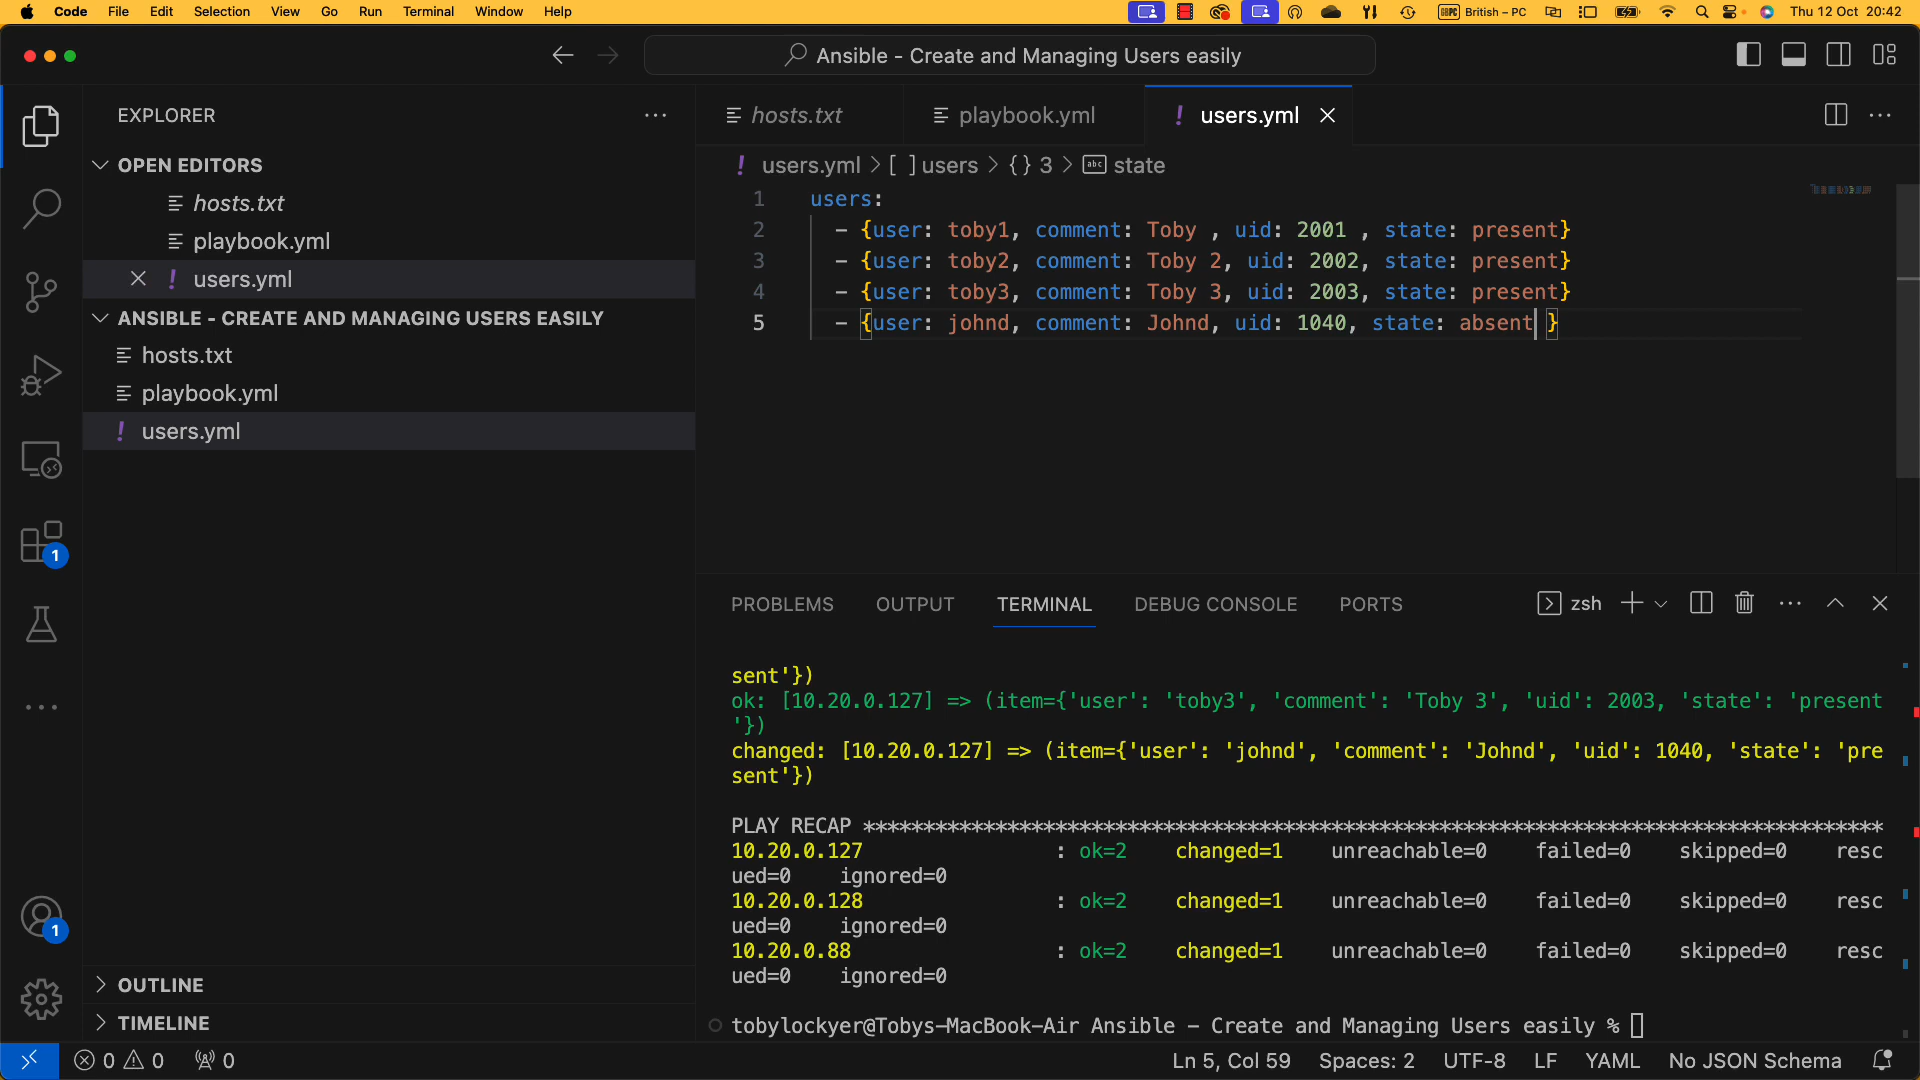 Code File Edit Selection View Go Run Terminal Window Help British – PC Thu 12 Oct 20:42
Ansible - Create and Managing Users easily
EXPLORER
hosts.txt playbook.yml ! users.yml
OPEN EDITORS
hosts.txt
playbook.yml
! users.yml
ANSIBLE - CREATE AND MANAGING USERS EASILY
hosts.txt
playbook.yml
! users.yml
OUTLINE
TIMELINE
1
1
! users.yml > [ ] users > {} 3 > abc state
1 users:
2 - {user: toby1, comment: Toby , uid: 2001 , state: present}
3 - {user: toby2, comment: Toby 2, uid: 2002, state: present}
4 - {user: toby3, comment: Toby 3, uid: 2003, state: present}
5 - {user: johnd, comment: Johnd, uid: 1040, state: absent }
PROBLEMS OUTPUT TERMINAL DEBUG CONSOLE PORTS zsh
sent'})
ok: [10.20.0.127] => (item={'user': 'toby3', 'comment': 'Toby 3', 'uid': 2003, 'state': 'present
'})
changed: [10.20.0.127] => (item={'user': 'johnd', 'comment': 'Johnd', 'uid': 1040, 'state': 'pre
sent'})
PLAY RECAP *************************************************************************************
10.20.0.127 : ok=2 changed=1 unreachable=0 failed=0 skipped=0 resc
ued=0 ignored=0
10.20.0.128 : ok=2 changed=1 unreachable=0 failed=0 skipped=0 resc
ued=0 ignored=0
10.20.0.88 : ok=2 changed=1 unreachable=0 failed=0 skipped=0 resc
ued=0 ignored=0
tobylockyer@Tobys-MacBook-Air Ansible - Create and Managing Users easily %
0 0 0 Ln 5, Col 59 Spaces: 2 UTF-8 LF YAML No JSON Schema